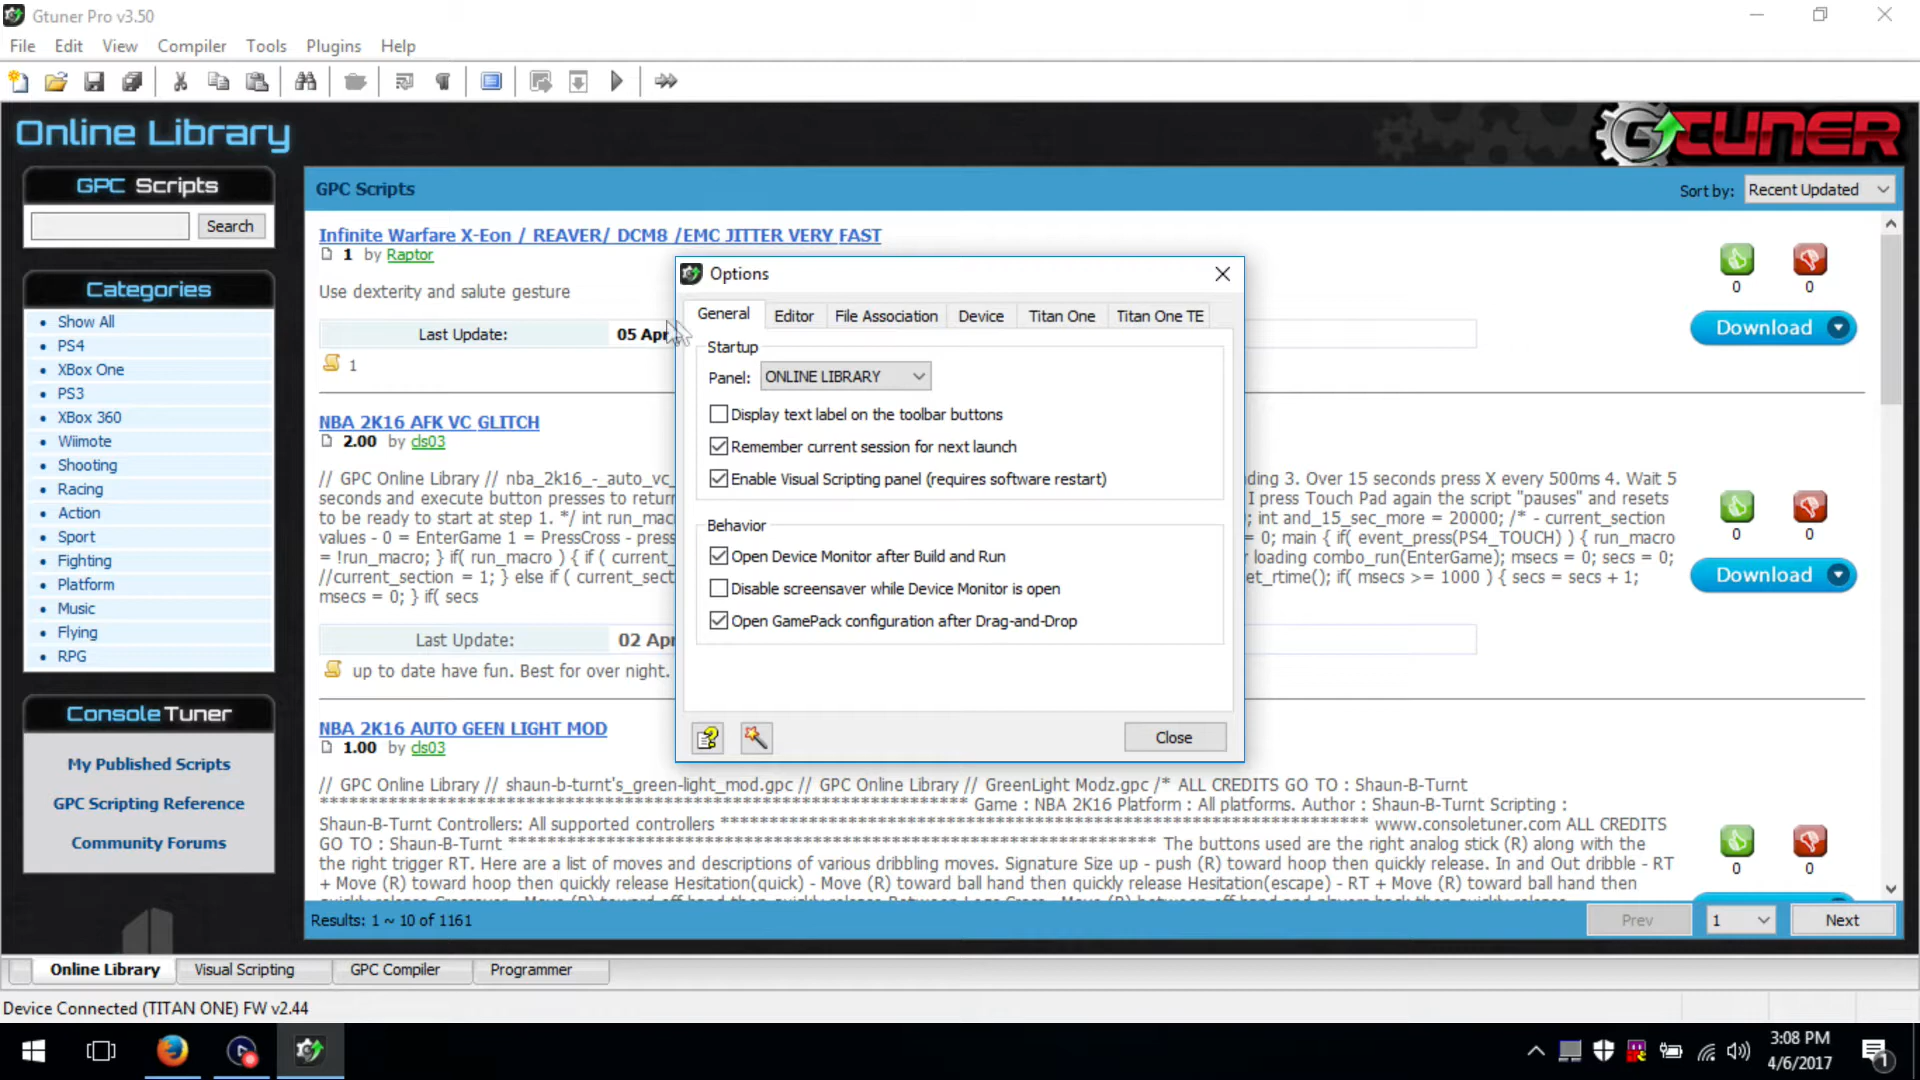 Gtuner Pro v3.50
File Edit View Compiler Tools Plugins Help
Online Library
GTUNER
GPC Scripts
Search
Categories
Show All
PS4
XBox One
PS3
XBox 360
Wiimote
Shooting
Racing
Action
Sport
Fighting
Platform
Music
Flying
RPG
ConsoleTuner
My Published Scripts
GPC Scripting Reference
Community Forums
GPC Scripts
Sort by: Recent Updated
Infinite Warfare X-Eon / REAVER/ DCM8 /EMC JITTER VERY FAST
1 by Raptor
Use dexterity and salute gesture
Last Update: 05 Apr
1
0 0
Download
NBA 2K16 AFK VC GLITCH
2.00 by ds03
// GPC Online Library // nba_2k16_-_auto_vc_ ding 3. Over 15 seconds press X every 500ms 4. Wait 5
seconds and execute button presses to return I press Touch Pad again the script "pauses" and resets
to be ready to start at step 1. */ int run_mac ); int and_15_sec_more = 20000; /* - current_section
values - 0 = EnterGame 1 = PressCross - press = 0; main { if( event_press(PS4_TOUCH) ) { run_macro
= !run_macro; } if( run_macro ) { if ( current_ r loading combo_run(EnterGame); msecs = 0; secs = 0;
//current_section = 1; } else if ( current_sect et_rtime(); if( msecs >= 1000 ) { secs = secs + 1;
msecs = 0; } if( secs
Last Update: 02 Apr
up to date have fun. Best for over night.
0 0
Download
NBA 2K16 AUTO GEEN LIGHT MOD
1.00 by ds03
// GPC Online Library // shaun-b-turnt's_green-light_mod.gpc // GPC Online Library // GreenLight Modz.gpc /* ALL CREDITS GO TO : Shaun-B-Turnt
Game : NBA 2K16 Platform : All platforms. Author : Shaun-B-Turnt Scripting :
Shaun-B-Turnt Controllers: All supported controllers www.consoletuner.com ALL CREDITS
GO TO : Shaun-B-Turnt The buttons used are the right analog stick (R) along with the
the right trigger RT. Here are a list of moves and descriptions of various dribbling moves. Signature Size up - push (R) toward hoop then quickly release. In and Out dribble - RT
+ Move (R) toward hoop then quickly release Hesitation(quick) - Move (R) toward ball hand then quickly release Hesitation(escape) - RT + Move (R) toward ball hand then
0 0
Results: 1 ~ 10 of 1161
Prev 1 Next
Options
General Editor File Association Device Titan One Titan One TE
Startup
Panel: ONLINE LIBRARY
Display text label on the toolbar buttons
Remember current session for next launch
Enable Visual Scripting panel (requires software restart)
Behavior
Open Device Monitor after Build and Run
Disable screensaver while Device Monitor is open
Open GamePack configuration after Drag-and-Drop
Close
Online Library Visual Scripting GPC Compiler Programmer
Device Connected (TITAN ONE) FW v2.44
3:08 PM
4/6/2017
1